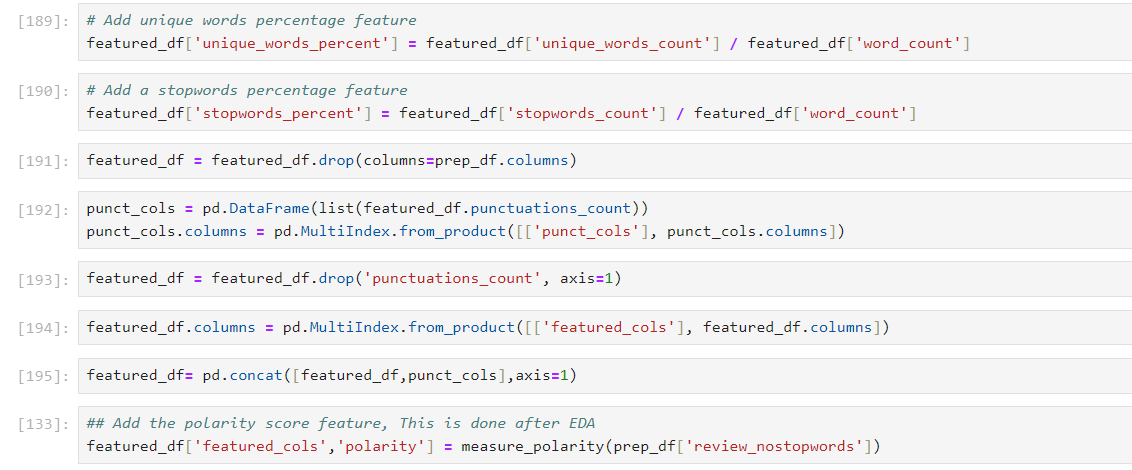 [189]: # Add unique words percentage feature
featured_df['unique_words_percent'] = featured_df['unique_words_count'] / featured_df['word_count']
[190]: # Add a stopwords percentage feature
featured_df['stopwords_percent'] = featured_df['stopwords_count'] / featured_df['word_count']
[191]: featured_df = featured_df.drop(columns=prep_df.columns)
[192]: punct_cols = pd.DataFrame(list(featured_df.punctuations_count))
punct_cols.columns = pd.MultiIndex.from_product([['punct_cols'], punct_cols.columns])
[193]: featured_df = featured_df.drop('punctuations_count', axis=1)
[194]: featured_df.columns = pd.MultiIndex.from_product([['featured_cols'], featured_df.columns])
[195]: featured_df= pd.concat([featured_df,punct_cols],axis=1)
[133]: ## Add the polarity score feature, This is done after EDA
featured_df['featured_cols','polarity'] = measure_polarity(prep_df['review_nostopwords'])